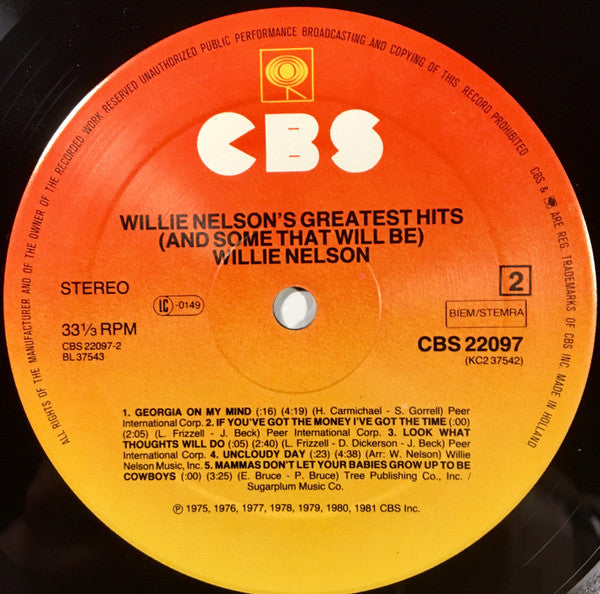 ALL RIGHTS OF THE MANUFACTURER AND OF THE OWNER OF THE RECORDED WORK RESERVED UNAUTHORIZED PUBLIC PERFORMANCE BROADCASTING AND COPYING OF THIS RECORD PROHIBITED
CBS & ARE REG. TRADEMARKS OF CBS INC. MADE IN HOLLAND
CBS
WILLIE NELSON'S GREATEST HITS
(AND SOME THAT WILL BE)
WILLIE NELSON
STEREO
LC -0149
2
BIEM/STEMRA
33⅓ RPM
CBS 22097-2
BL 37543
CBS 22097
(KC2 37542)
1. GEORGIA ON MY MIND (:16) (4:19) (H. Carmichael - S. Gorrell) Peer
International Corp. 2. IF YOU'VE GOT THE MONEY I'VE GOT THE TIME (:00)
(2:05) (L. Frizzell - J. Beck) Peer International Corp. 3. LOOK WHAT
THOUGHTS WILL DO (:05) (2:40) (L. Frizzell - D. Dickerson - J. Beck) Peer
International Corp. 4. UNCLOUDY DAY (:23) (4:38) (Arr: W. Nelson) Willie
Nelson Music, Inc. 5. MAMMAS DON'T LET YOUR BABIES GROW UP TO BE
COWBOYS (:00) (3:25) (E. Bruce - P. Bruce) Tree Publishing Co., Inc. /
Sugarplum Music Co.
℗ 1975, 1976, 1977, 1978, 1979, 1980, 1981 CBS Inc.